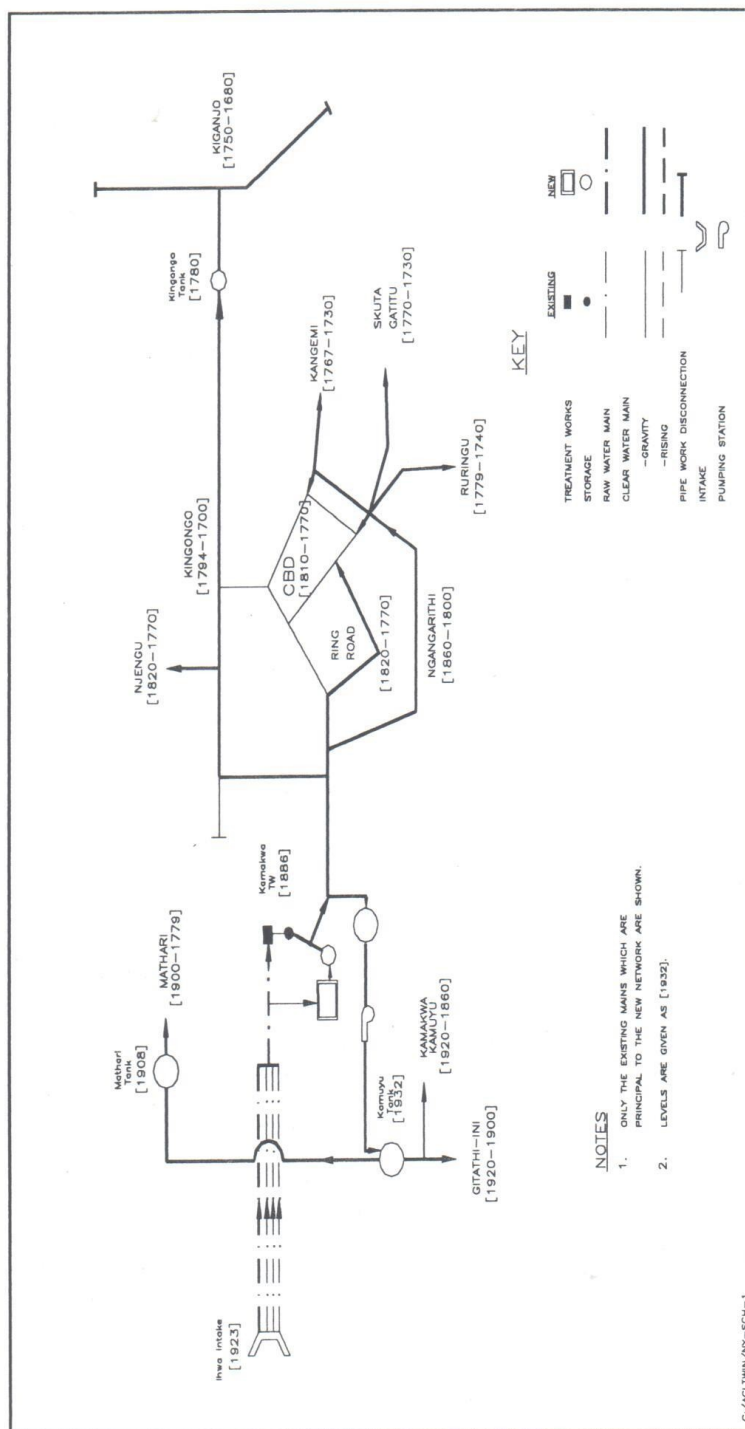 Ihwa Intake
[1923]
Mathari
Tank
[1908]
MATHARI
[1900-1779]
Kamakwa
TW
[1886]
Kamuyu
Tank
[1932]
KAMAKWA
KAMUYU
[1920-1860]
GITATHI-INI
[1920-1900]
NJENGU
[1820-1770]
KINGONGO
[1794-1700]
CBD
[1810-1770]
RING
ROAD
[1820-1770]
NGANGARITHI
[1860-1800]
KANGEMI
[1767-1730]
SKUTA
GATITU
[1770-1730]
RURINGU
[1779-1740]
Kinganga
Tank
[1780]
KIGANJO
[1750-1680]
NOTES
1. ONLY THE EXISTING MAINS WHICH ARE
PRINCIPAL TO THE NEW NETWORK ARE SHOWN.
2. LEVELS ARE GIVEN AS [1932].
KEY
EXISTING NEW
TREATMENT WORKS
STORAGE
RAW WATER MAIN
CLEAR WATER MAIN
-GRAVITY
-RISING
PIPE WORK DISCONNECTION
INTAKE
PUMPING STATION